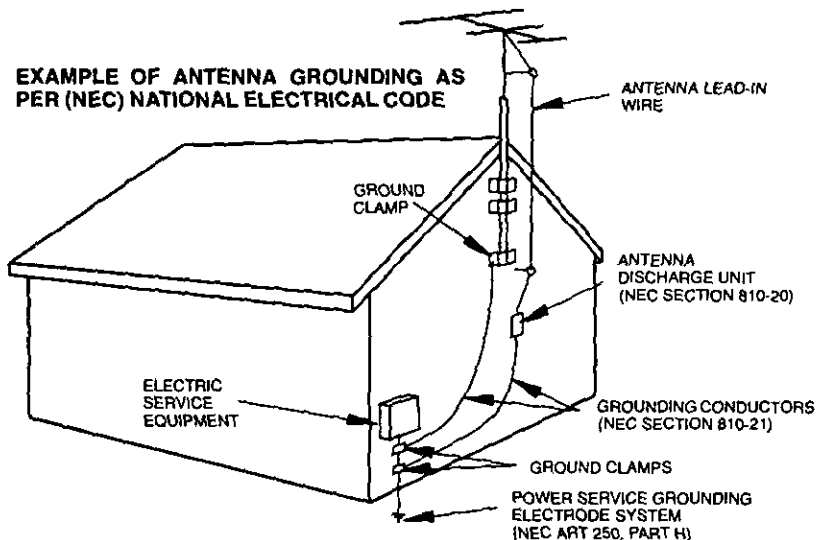 EXAMPLE OF ANTENNA GROUNDING AS
PER (NEC) NATIONAL ELECTRICAL CODE
ANTENNA LEAD-IN
WIRE
GROUND
CLAMP
ANTENNA
DISCHARGE UNIT
(NEC SECTION 810-20)
ELECTRIC
SERVICE
EQUIPMENT
GROUNDING CONDUCTORS
(NEC SECTION 810-21)
GROUND CLAMPS
POWER SERVICE GROUNDING
ELECTRODE SYSTEM
(NEC ART 250, PART H)